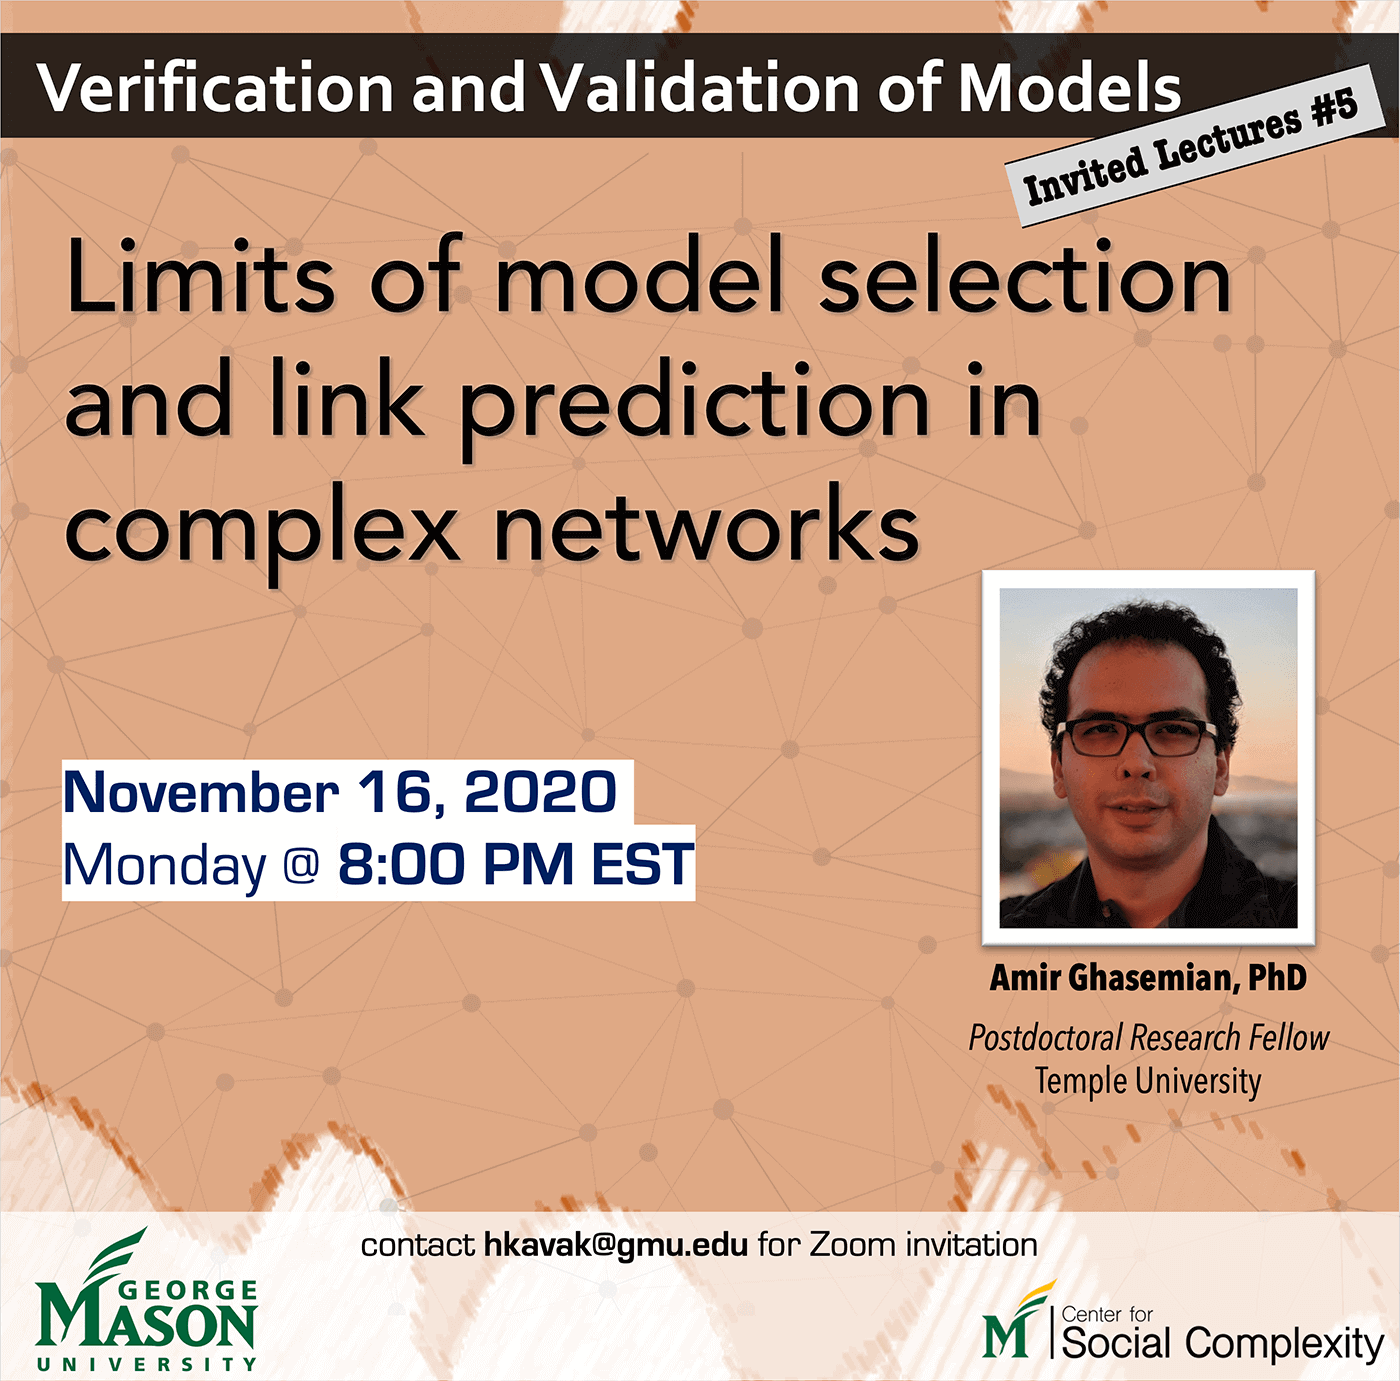 Verification and Validation of Models
Invited Lectures #5
Limits of model selection
and link prediction in
complex networks
November 16, 2020
Monday @ 8:00 PM EST
Amir Ghasemian, PhD
Postdoctoral Research Fellow
Temple University
contact hkavak@gmu.edu for Zoom invitation
GEORGE
MASON
UNIVERSITY
M
Center for
Social Complexity